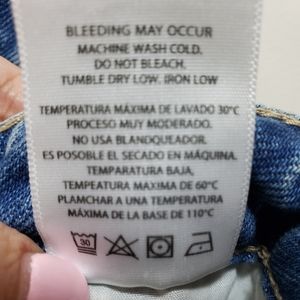 BLEEDING MAY OCCUR
MACHINE WASH COLD.
DO NOT BLEACH.
TUMBLE DRY LOW. IRON LOW
TEMPERATURA MÁXIMA DE LAVADO 30°C
PROCESO MUY MODERADO.
NO USA BLANQUEADOR.
ES POSOBLE EL SECADO EN MÁQUINA.
TEMPARATURA BAJA,
TEMPEATURA MAXIMA DE 60°C
PLAMCHAR A UNA TEMPERATURA
MÁXIMA DE LA BASE DE 110°C
30